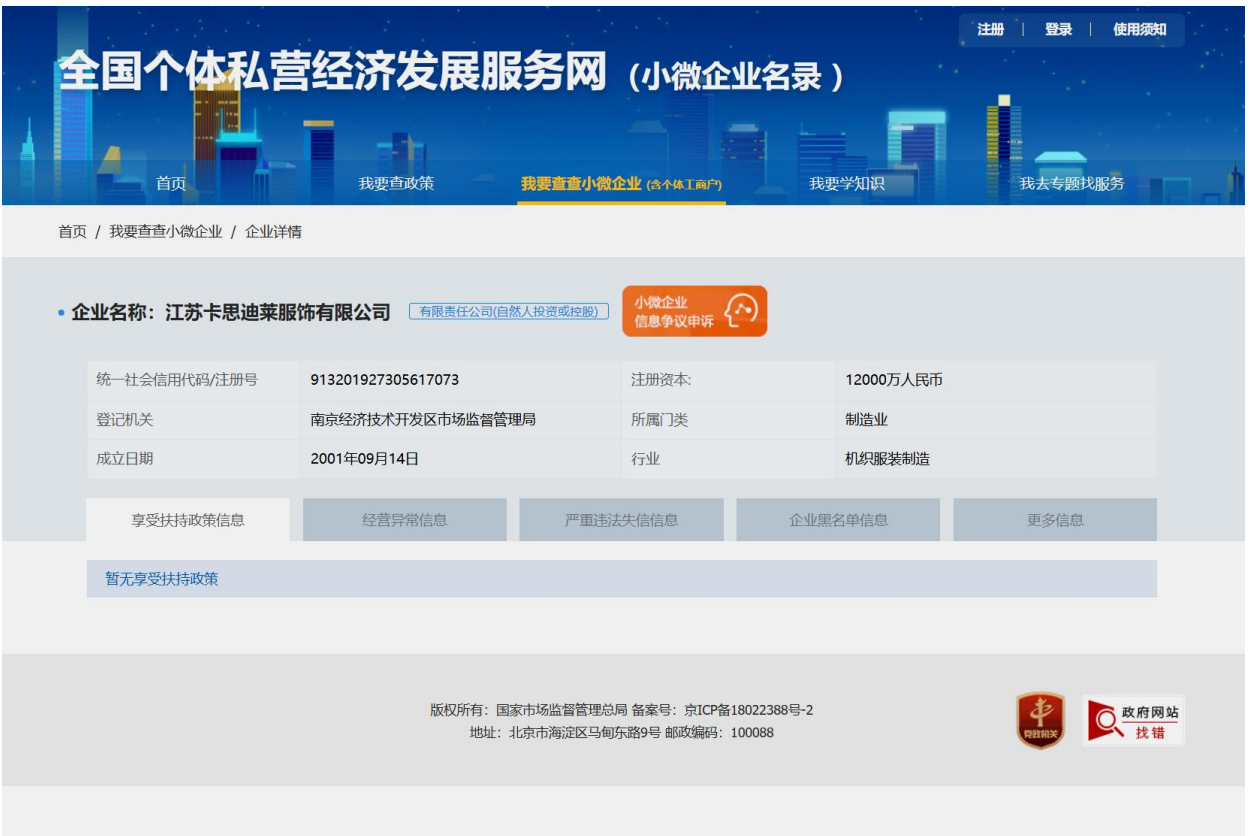 注册 | 登录 | 使用须知
全国个体私营经济发展服务网 (小微企业名录)
首页 我要查政策 我要查查小微企业 (含个体工商户) 我要学知识 我去专题找服务
首页 / 我要查查小微企业 / 企业详情
• 企业名称：江苏卡思迪莱服饰有限公司 有限责任公司(自然人投资或控股) 小微企业
信息争议申诉
统一社会信用代码/注册号 913201927305617073 注册资本: 12000万人民币
登记机关 南京经济技术开发区市场监督管理局 所属门类 制造业
成立日期 2001年09月14日 行业 机织服装制造
享受扶持政策信息 经营异常信息 严重违法失信信息 企业黑名单信息 更多信息
暂无享受扶持政策
版权所有：国家市场监督管理总局 备案号：京ICP备18022388号-2
地址：北京市海淀区马甸东路9号 邮政编码：100088
党政机关
政府网站
找错